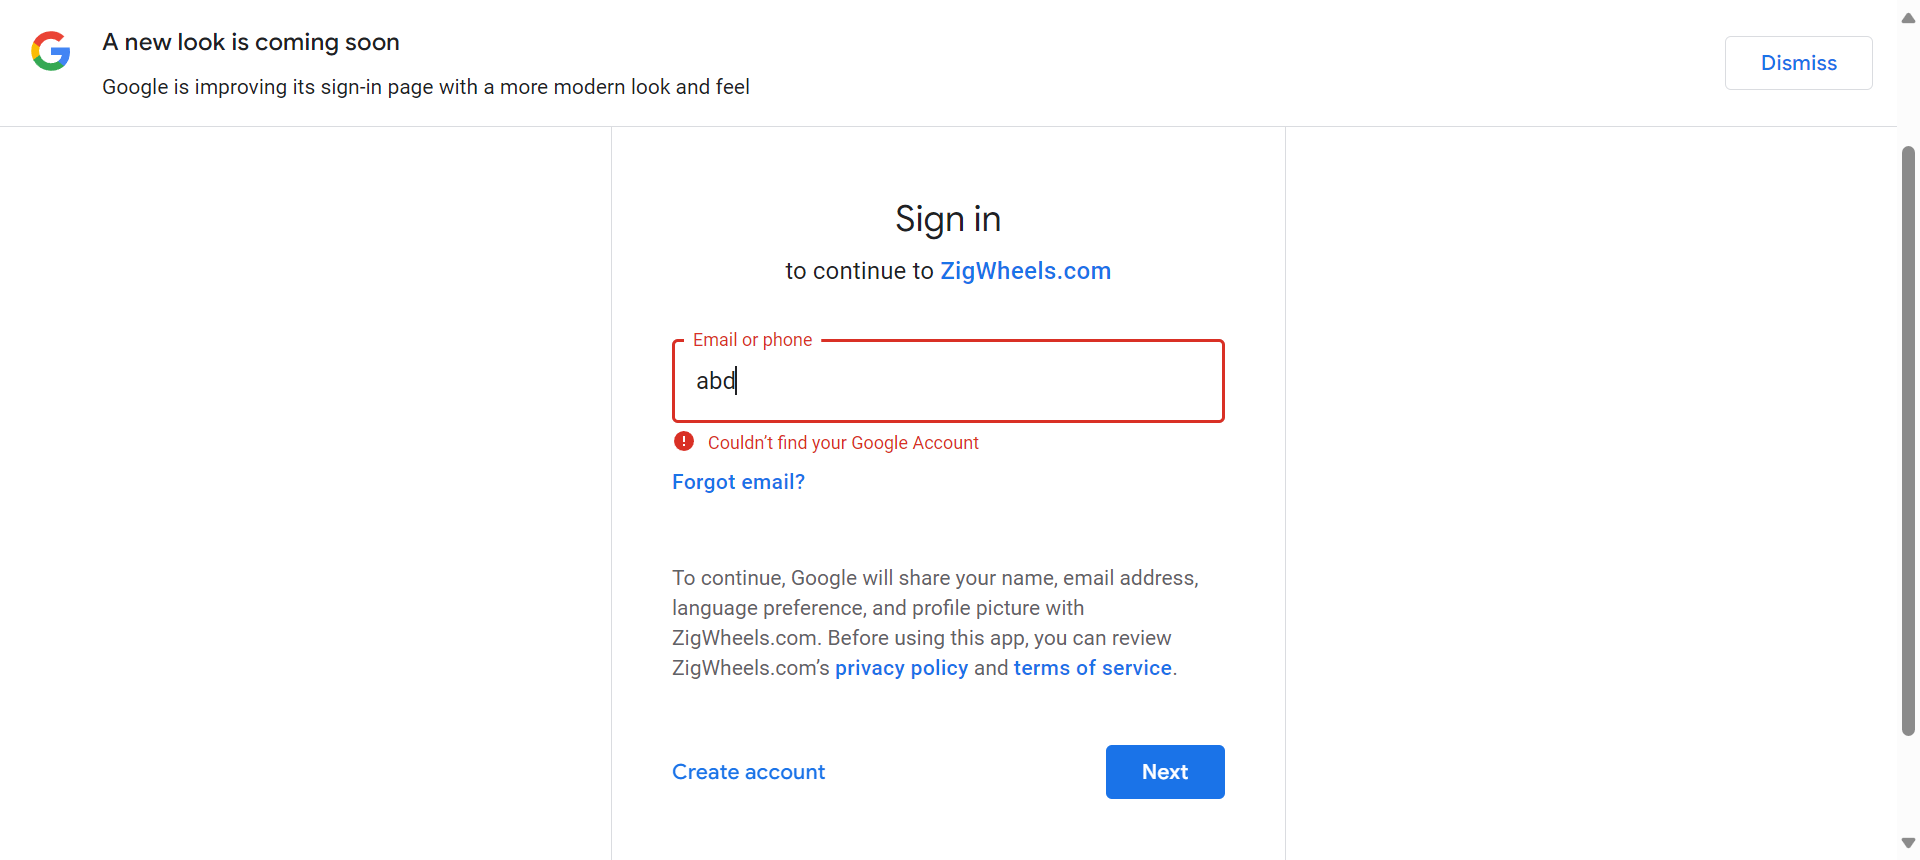 A new look is coming soon
Google is improving its sign-in page with a more modern look and feel
Dismiss
Sign in
to continue to ZigWheels.com
Email or phone
abd
Couldn’t find your Google Account
Forgot email?
To continue, Google will share your name, email address,
language preference, and profile picture with
ZigWheels.com. Before using this app, you can review
ZigWheels.com’s privacy policy and terms of service.
Create account
Next